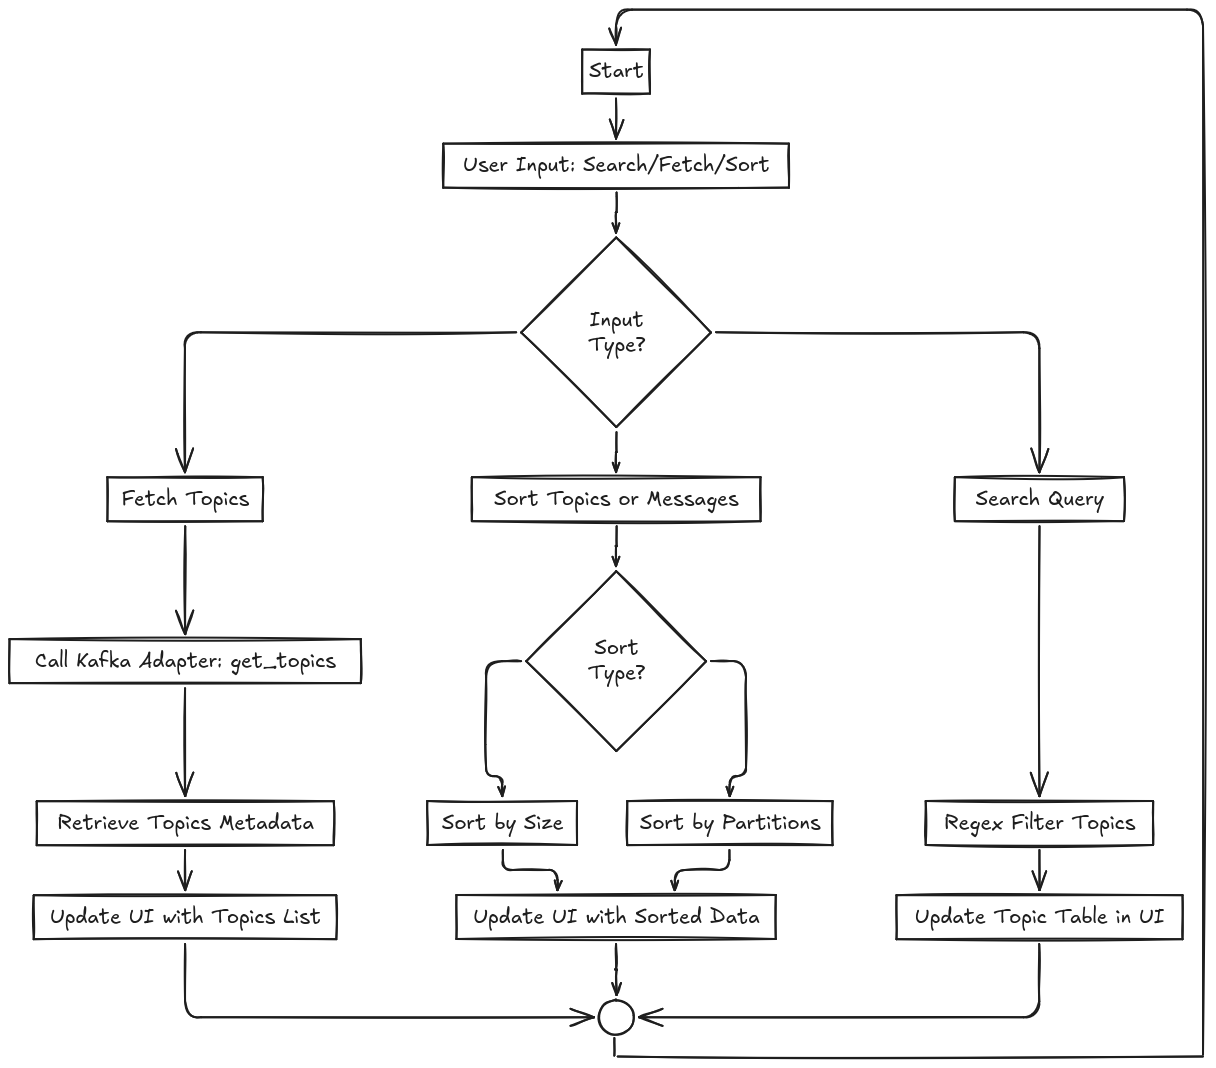 Start
User Input: Search/Fetch/Sort
Input
Type?
Fetch Topics
Sort Topics or Messages
Search Query
Call Kafka Adapter: get_topics
Sort
Type?
Retrieve Topics Metadata
Sort by Size
Sort by Partitions
Regex Filter Topics
Update UI with Topics List
Update UI with Sorted Data
Update Topic Table in UI